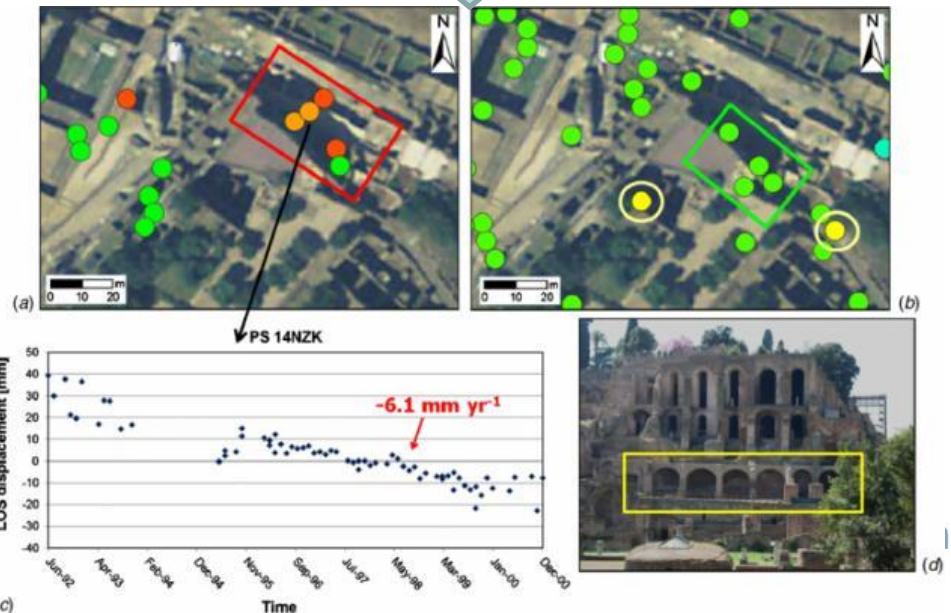 N
N
0 10 20 m
(a)
0 10 20 m
(b)
PS 14NZK
LOS displacement [mm]
50
40
30
20
10
0
-10
-20
-30
-40
-6.1 mm yr-1
Jun-92 Apr-93 Feb-94 Dec-94 Nov-95 Sep-96 Jul-97 May-98 Mar-99 Jan-00 Dec-00
Time
c)
(d)